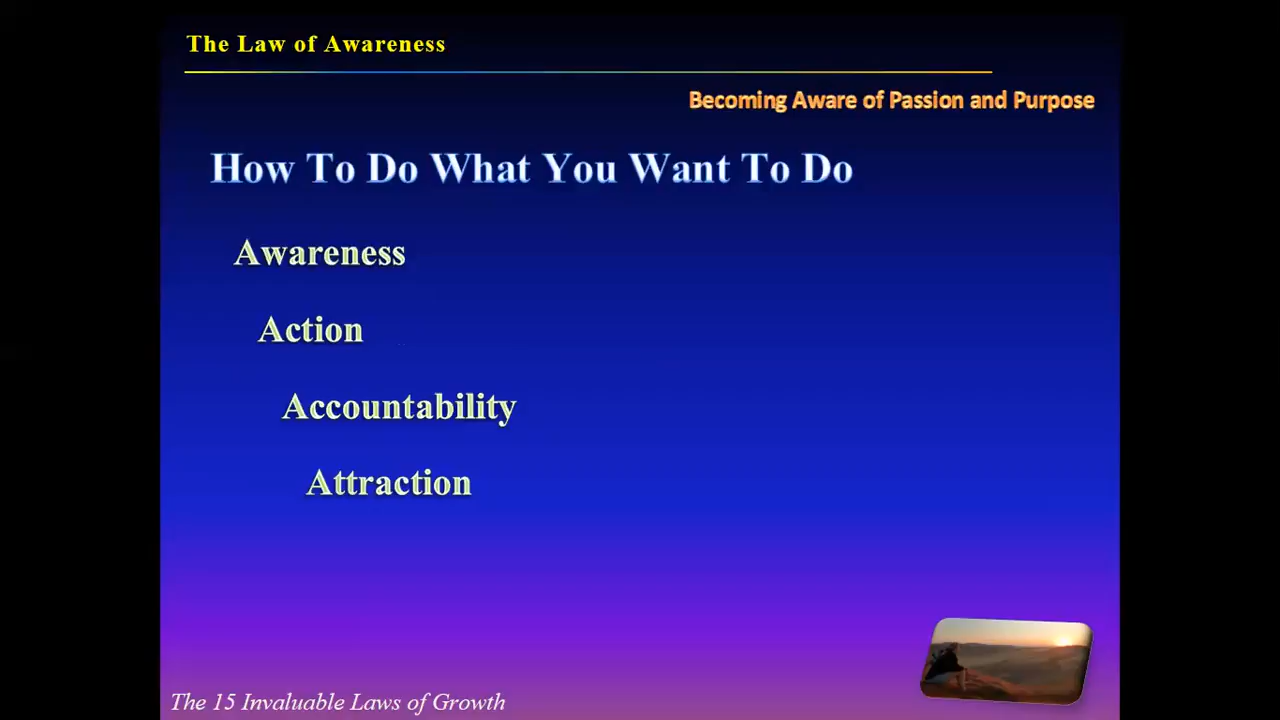 The Law of Awareness
Becoming Aware of Passion and Purpose
How To Do What You Want To Do
Awareness
Action
Accountability
Attraction
The 15 Invaluable Laws of Growth